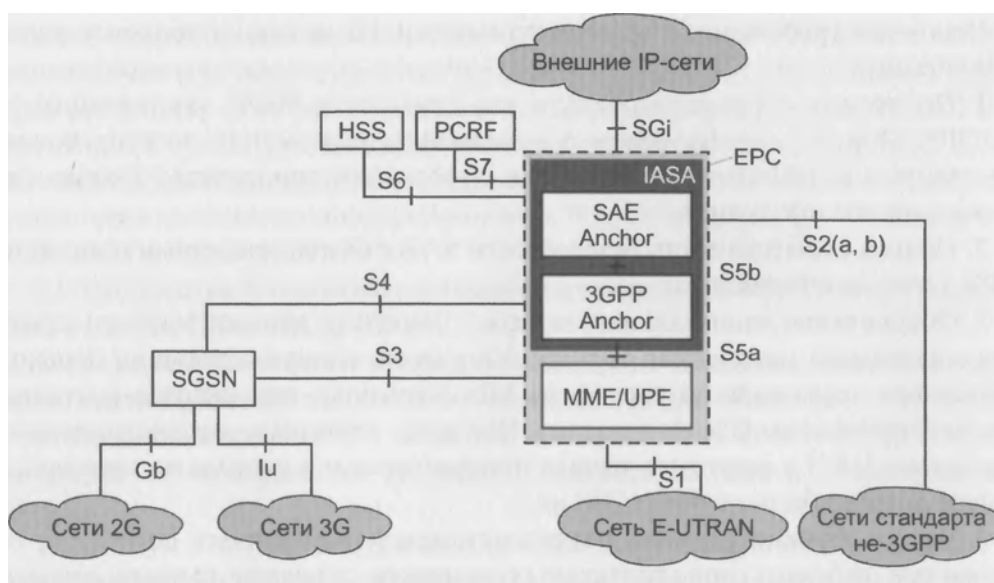 Внешние IP-сети
HSS
PCRF
SGi
EPC
S6
S7
IASA
SAE
Anchor
S2(a, b)
S5b
S4
3GPP
Anchor
S3
S5a
SGSN
MME/UPE
Gb
Iu
S1
Сети 2G
Сети 3G
Сеть E-UTRAN
Сети стандарта
не-3GPP